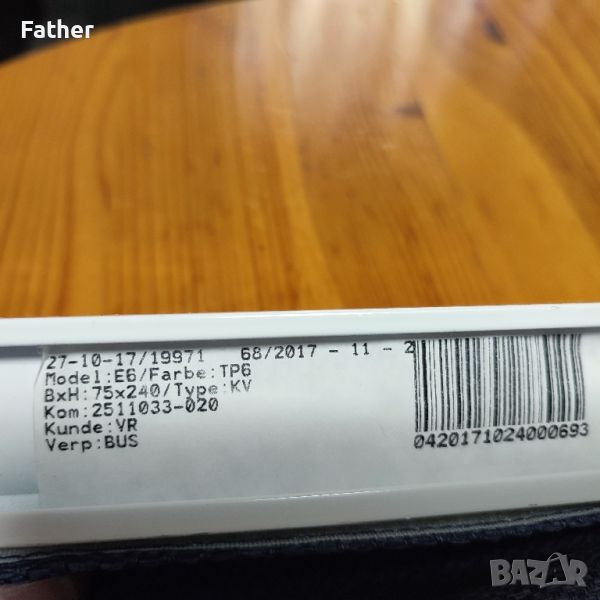 Father
27-10-17/19971 68/2017 - 11 - 2
Model:E6/Farbe:TP6
BxH:75x240/Type:KV
Kom:2511033-020
Kunde:VR
Verp:BUS
0420171024000693
BAZAR